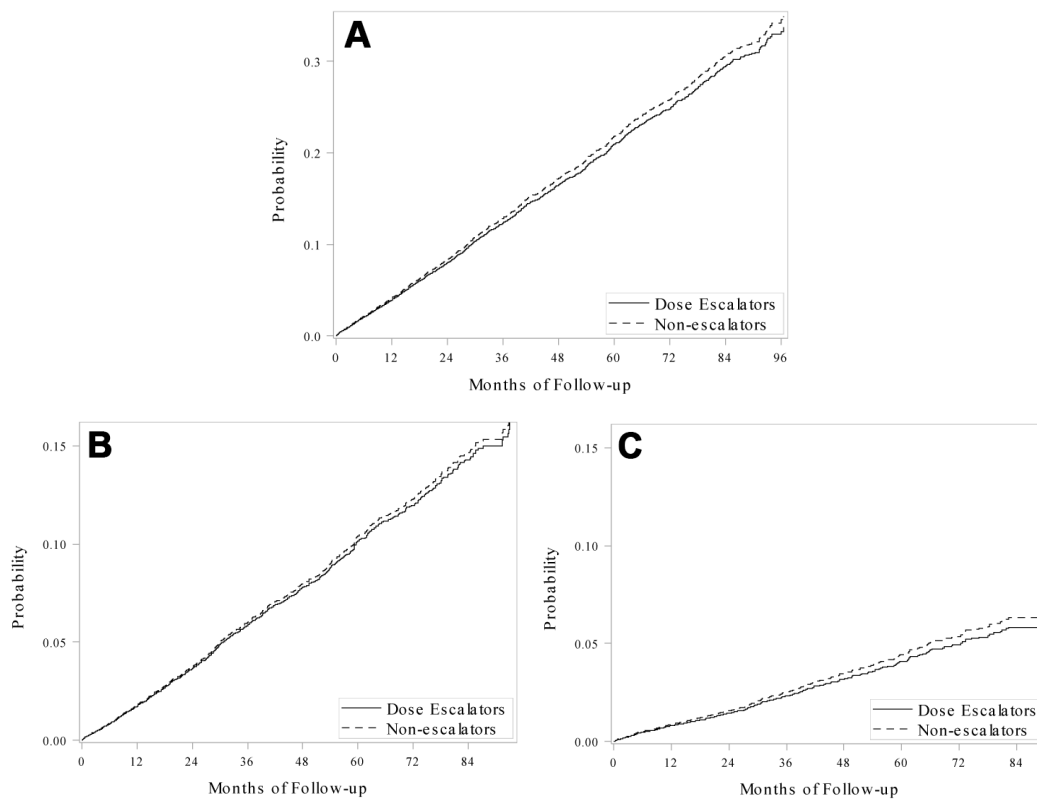 A
Probability
0.3
0.2
0.1
0.0
Dose Escalators
Non-escalators
0 12 24 36 48 60 72 84 96
Months of Follow-up
B
Probability
0.15
0.10
0.05
0.00
Dose Escalators
Non-escalators
0 12 24 36 48 60 72 84
Months of Follow-up
C
Probability
0.15
0.10
0.05
0.00
Dose Escalators
Non-escalators
0 12 24 36 48 60 72 84
Months of Follow-up